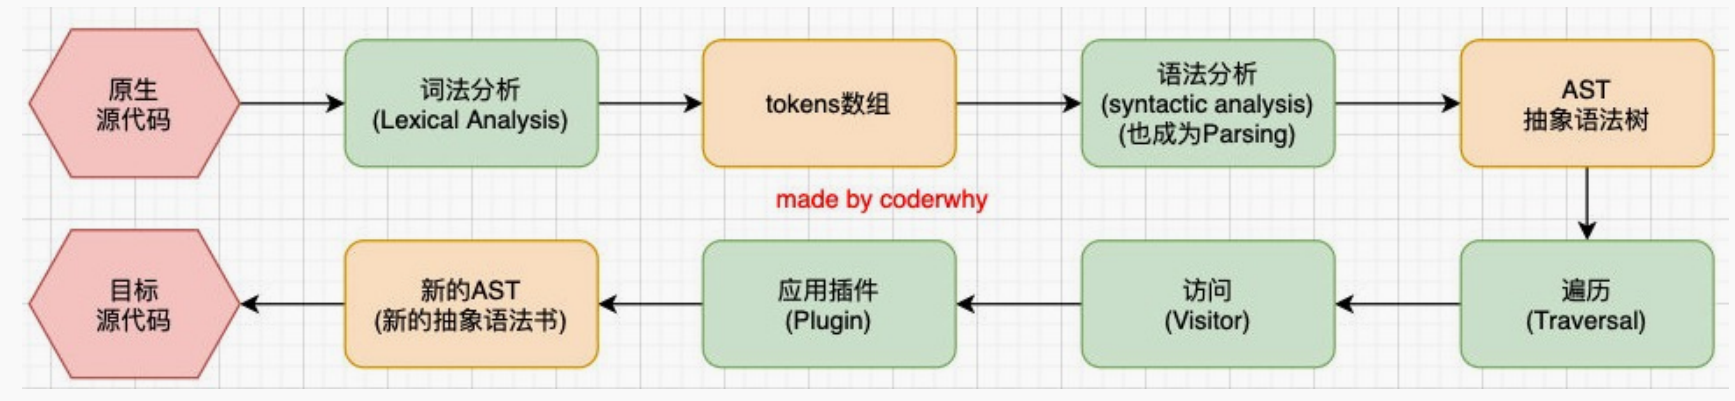 原生
源代码
词法分析
(Lexical Analysis)
tokens数组
语法分析
(syntactic analysis)
(也成为Parsing)
AST
抽象语法树
made by coderwhy
遍历
(Traversal)
访问
(Visitor)
应用插件
(Plugin)
新的AST
(新的抽象语法书)
目标
源代码